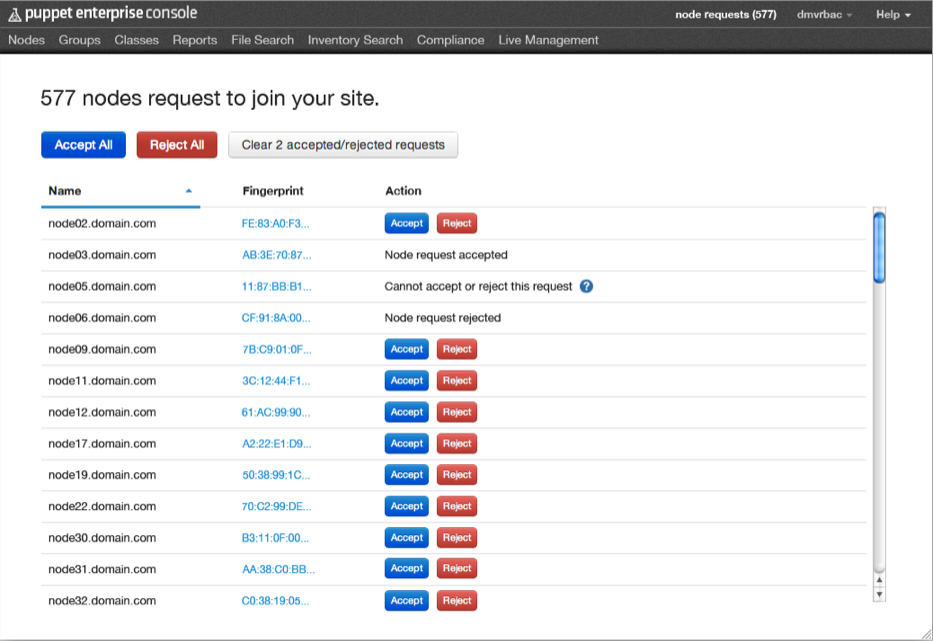 puppet enterprise console node requests (577) dmvrbac Help
Nodes Groups Classes Reports File Search Inventory Search Compliance Live Management
577 nodes request to join your site.
Accept All Reject All Clear 2 accepted/rejected requests
Name Fingerprint Action
node02.domain.com FE:83:A0:F3... Accept Reject
node03.domain.com AB:3E:70:87... Node request accepted
node05.domain.com 11:87:BB:B1... Cannot accept or reject this request ?
node06.domain.com CF:91:8A:00... Node request rejected
node09.domain.com 7B:C9:01:0F... Accept Reject
node11.domain.com 3C:12:44:F1... Accept Reject
node12.domain.com 61:AC:99:90... Accept Reject
node17.domain.com A2:22:E1:D9... Accept Reject
node19.domain.com 50:38:99:1C... Accept Reject
node22.domain.com 70:C2:99:DE... Accept Reject
node30.domain.com B3:11:0F:00... Accept Reject
node31.domain.com AA:38:C0:BB... Accept Reject
node32.domain.com C0:38:19:05... Accept Reject